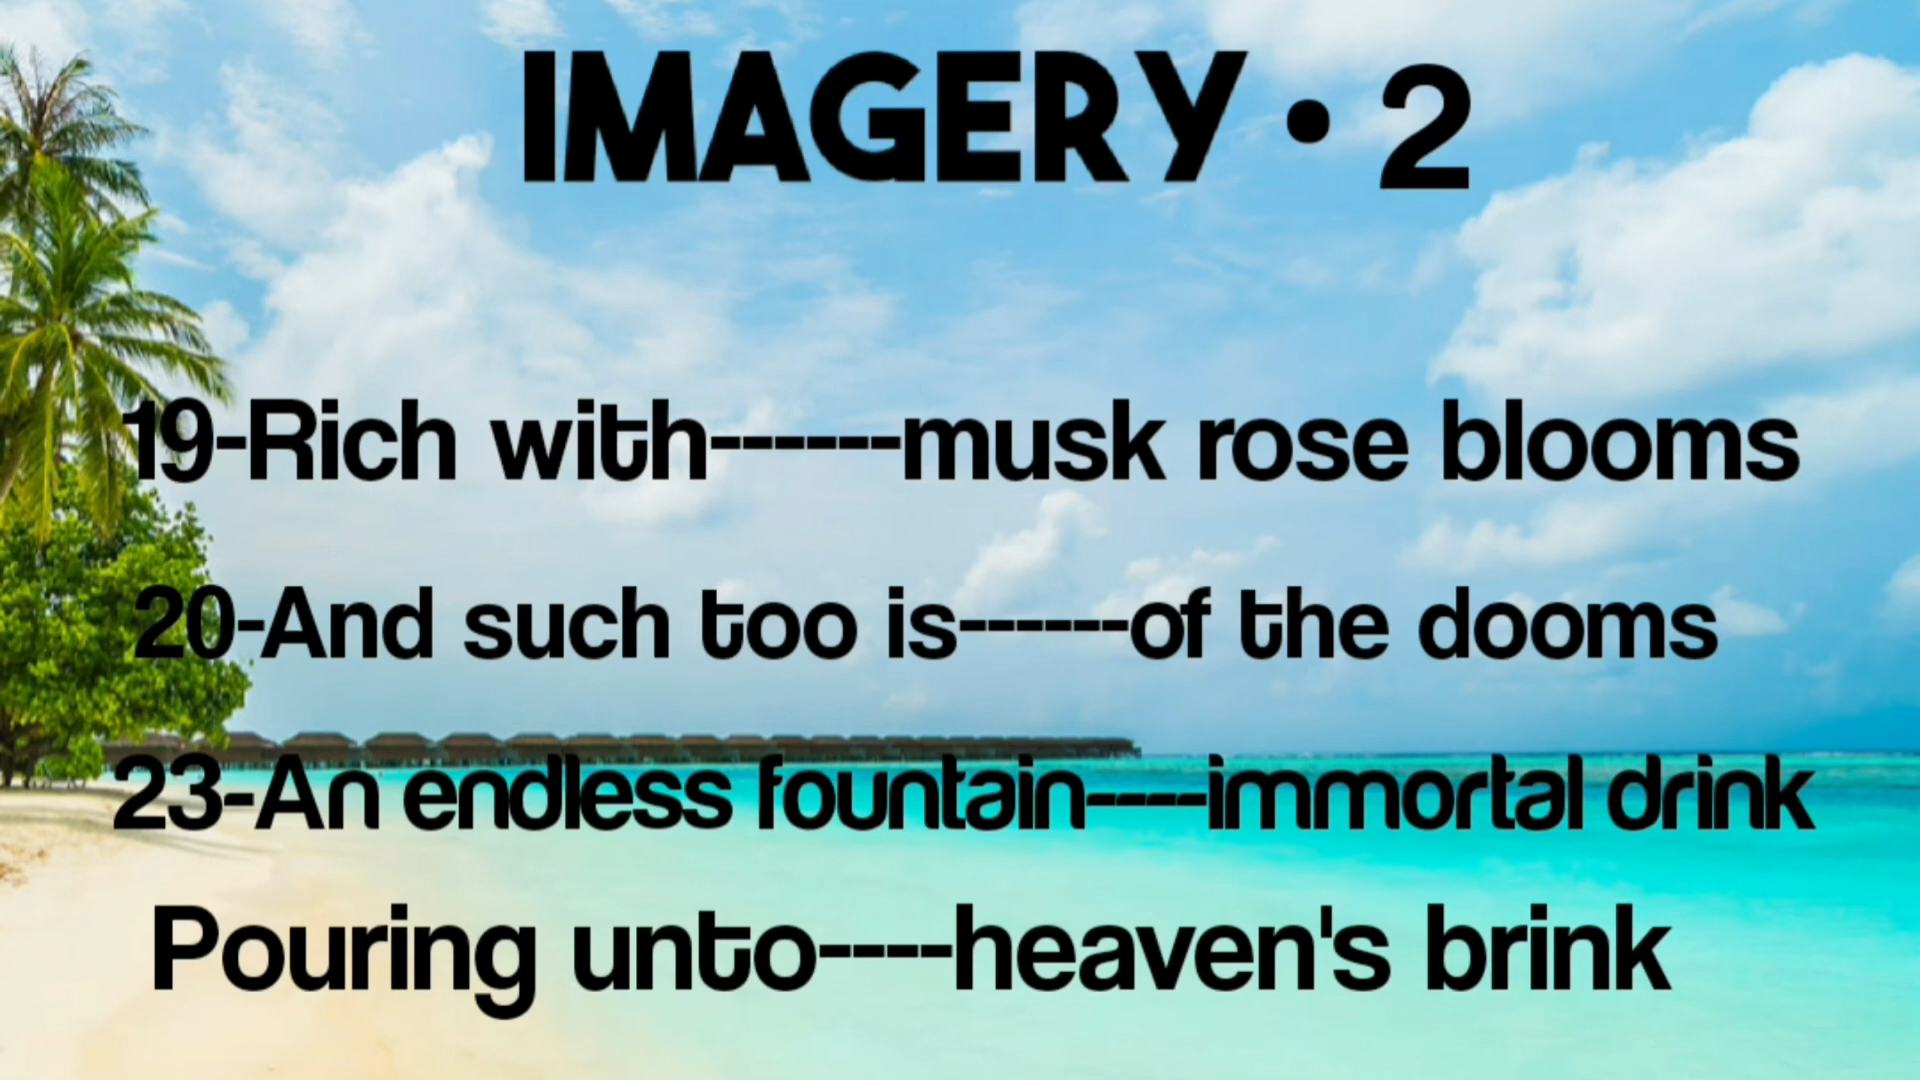 IMAGERY • 2
19-Rich with------musk rose blooms
20-And such too is------of the dooms
23-An endless fountain----immortal drink
Pouring unto----heaven's brink